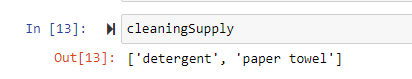 In [13]: cleaningSupply
Out[13]: ['detergent', 'paper towel']